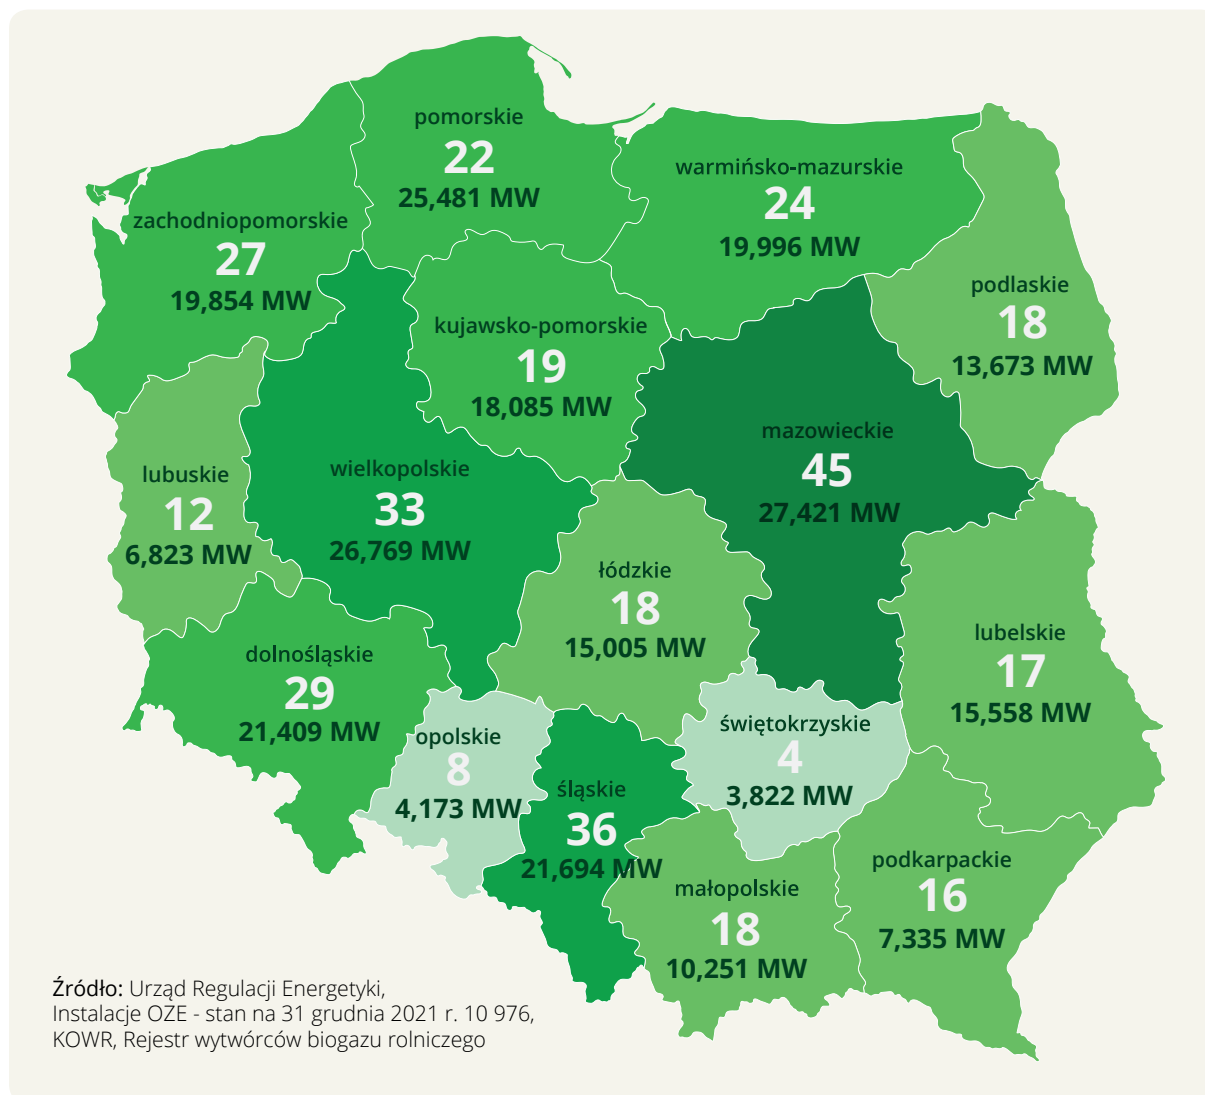 pomorskie
22
25,481 MW
warmińsko-mazurskie
24
19,996 MW
zachodniopomorskie
27
19,854 MW
podlaskie
18
13,673 MW
kujawsko-pomorskie
19
18,085 MW
mazowieckie
45
27,421 MW
lubuskie
12
6,823 MW
wielkopolskie
33
26,769 MW
łódzkie
18
15,005 MW
lubelskie
17
15,558 MW
dolnośląskie
29
21,409 MW
opolskie
8
4,173 MW
świętokrzyskie
4
3,822 MW
śląskie
36
21,694 MW
małopolskie
18
10,251 MW
podkarpackie
16
7,335 MW
Źródło: Urząd Regulacji Energetyki,
Instalacje OZE - stan na 31 grudnia 2021 r. 10 976,
KOWR, Rejestr wytwórców biogazu rolniczego